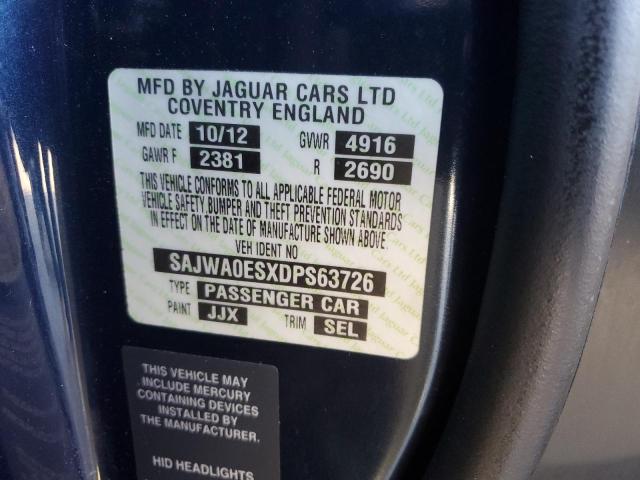 MFD BY JAGUAR CARS LTD
COVENTRY ENGLAND
MFD DATE 10/12 GVWR 4916
GAWR F 2381 R 2690
THIS VEHICLE CONFORMS TO ALL APPLICABLE FEDERAL MOTOR
VEHICLE SAFETY BUMPER AND THEFT PREVENTION STANDARDS
IN EFFECT ON THE DATE OF MANUFACTURE SHOWN ABOVE.
VEH IDENT NO
SAJWA0ESXDPS63726
TYPE PASSENGER CAR
PAINT JJX TRIM SEL
THIS VEHICLE MAY
INCLUDE MERCURY
CONTAINING DEVICES
INSTALLED BY
THE MANUFACTURER.
HID HEADLIGHTS